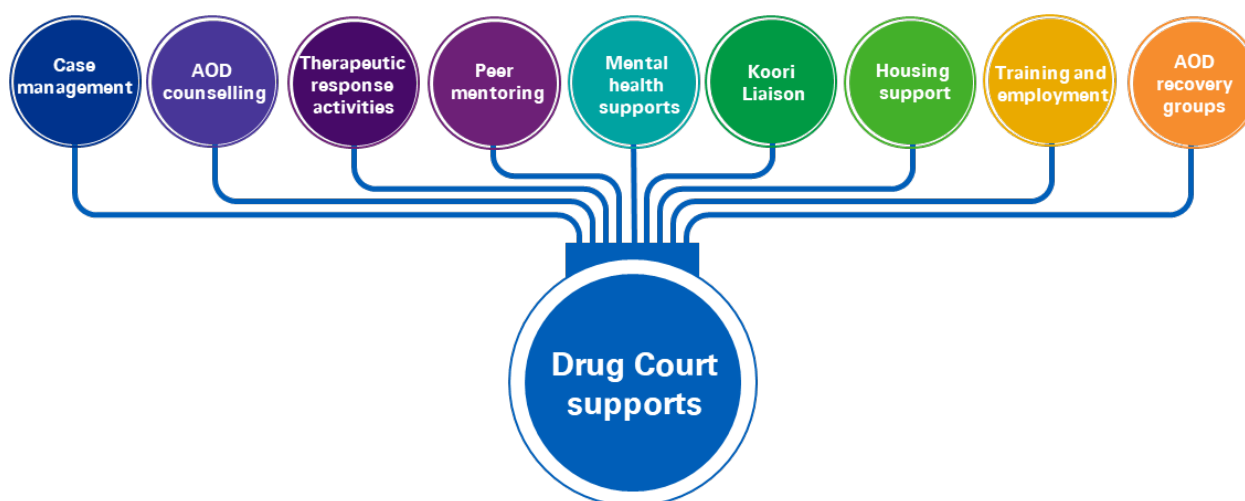 Case
management
AOD
counselling
Therapeutic
response
activities
Peer
mentoring
Mental
health
supports
Koori
Liaison
Housing
support
Training and
employment
AOD
recovery
groups
Drug Court
supports